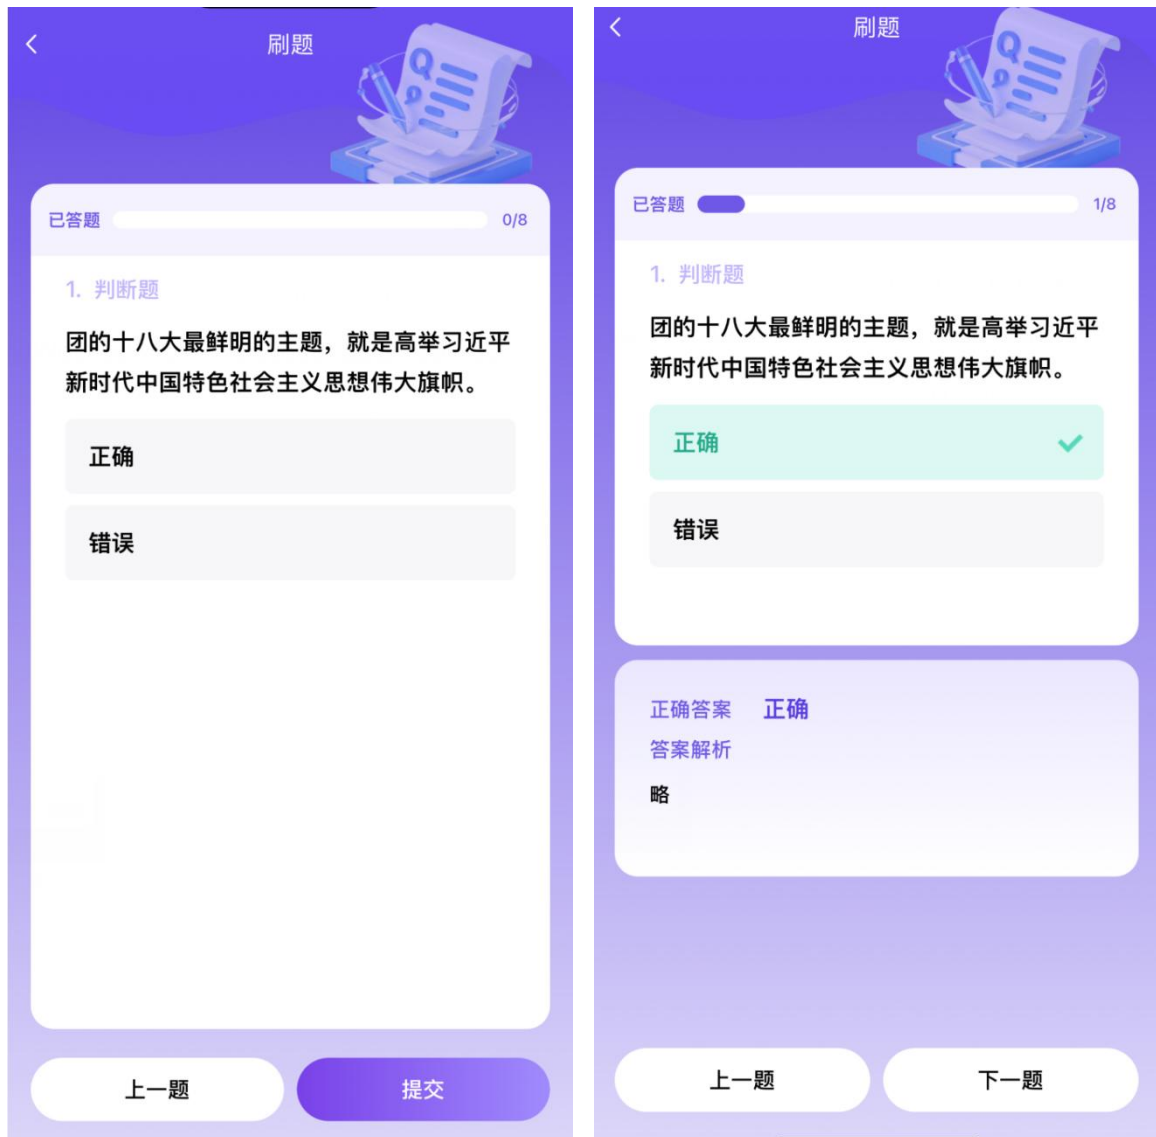 刷题
已答题 0/8
1. 判断题
团的十八大最鲜明的主题，就是高举习近平
新时代中国特色社会主义思想伟大旗帜。
正确
错误
上一题 提交
刷题
已答题 1/8
1. 判断题
团的十八大最鲜明的主题，就是高举习近平
新时代中国特色社会主义思想伟大旗帜。
正确
错误
正确答案 正确
答案解析
略
上一题 下一题